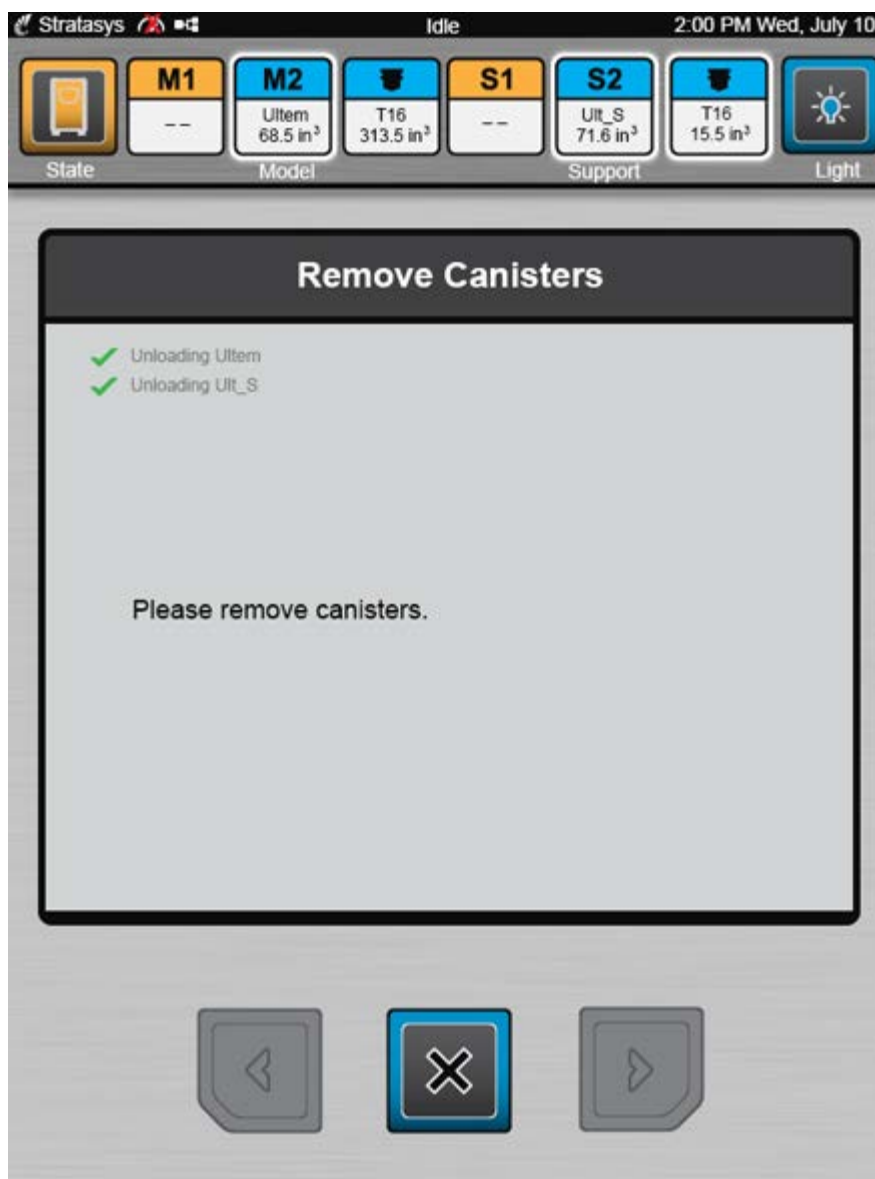 Stratasys Idle 2:00 PM Wed, July 10
M1 M2 S1 S2
-- Ultem T16 -- Ult_S T16
68.5 in³ 313.5 in³ 71.6 in³ 15.5 in³
State Model Support Light
Remove Canisters
Unloading Ultem
Unloading Ult_S
Please remove canisters.